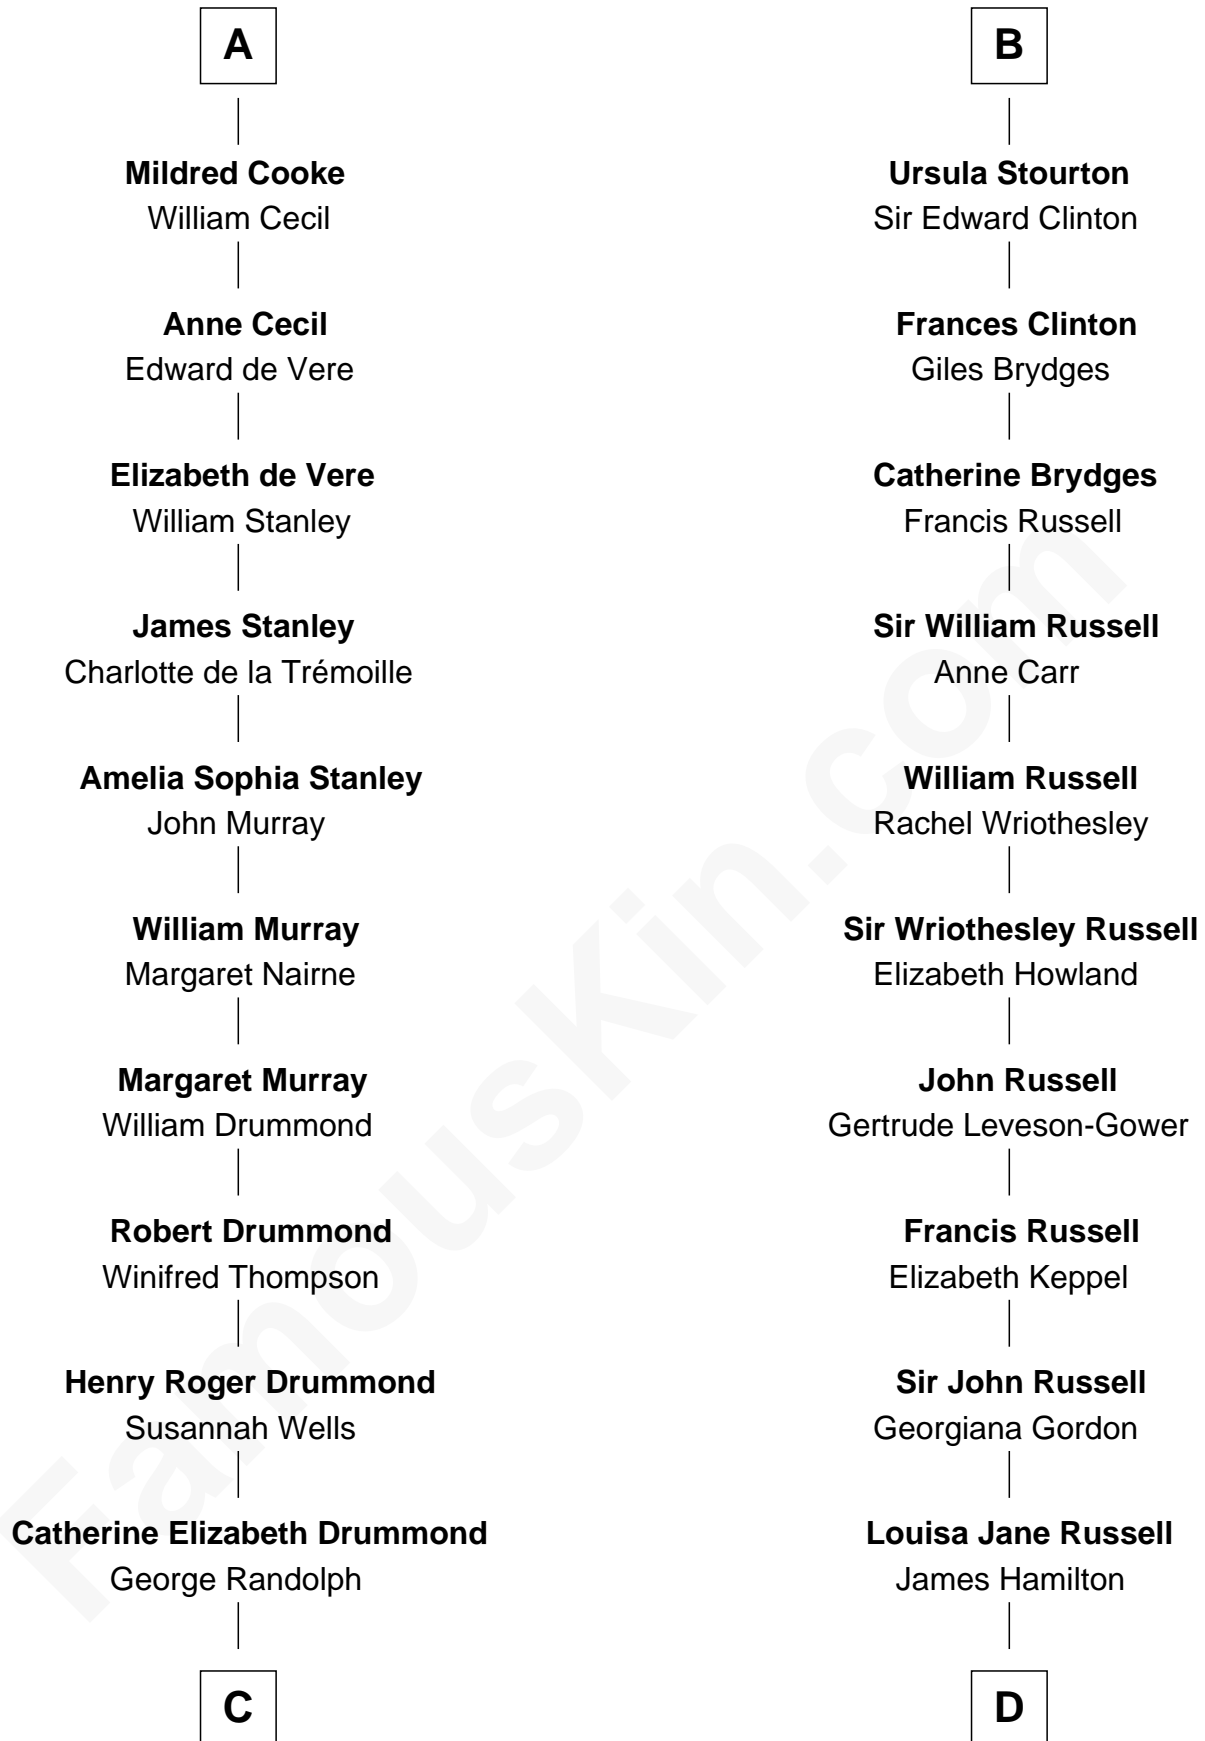 A
Mildred Cooke
William Cecil
Anne Cecil
Edward de Vere
Elizabeth de Vere
William Stanley
James Stanley
Charlotte de la Trémoille
Amelia Sophia Stanley
John Murray
William Murray
Margaret Nairne
Margaret Murray
William Drummond
Robert Drummond
Winifred Thompson
Henry Roger Drummond
Susannah Wells
Catherine Elizabeth Drummond
George Randolph
C
B
Ursula Stourton
Sir Edward Clinton
Frances Clinton
Giles Brydges
Catherine Brydges
Francis Russell
Sir William Russell
Anne Carr
William Russell
Rachel Wriothesley
Sir Wriothesley Russell
Elizabeth Howland
John Russell
Gertrude Leveson-Gower
Francis Russell
Elizabeth Keppel
Sir John Russell
Georgiana Gordon
Louisa Jane Russell
James Hamilton
D
FamousKin.com